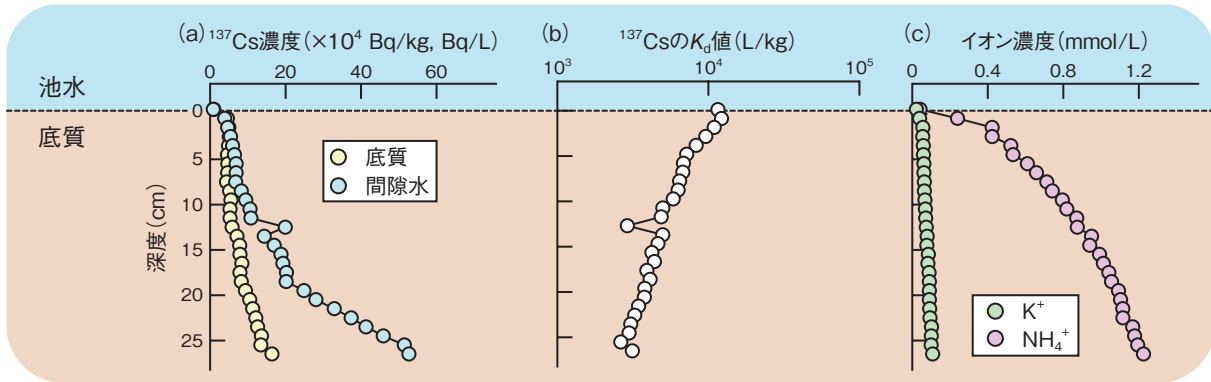 (a) ¹³⁷Cs濃度(×10⁴ Bq/kg, Bq/L)
0 20 40 60
(b) ¹³⁷CsのKd値(L/kg)
10³ 10⁴ 10⁵
(c) イオン濃度(mmol/L)
0 0.4 0.8 1.2
池水
底質
深度(cm)
0
5
10
15
20
25
底質
間隙水
K⁺
NH₄⁺